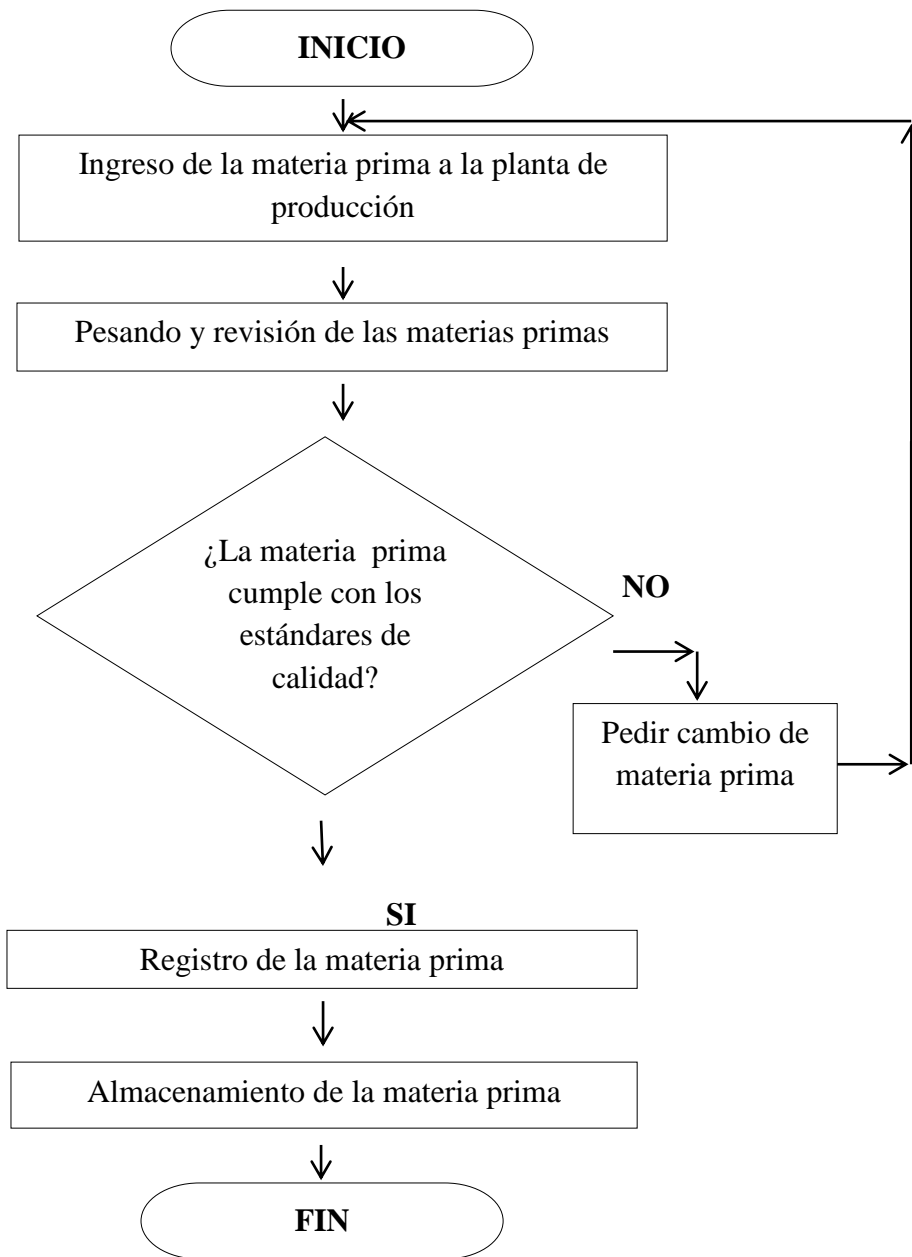 INICIO
Ingreso de la materia prima a la planta de
producción
Pesando y revisión de las materias primas
¿La materia prima
cumple con los
estándares de
calidad?
NO
Pedir cambio de
materia prima
SI
Registro de la materia prima
Almacenamiento de la materia prima
FIN